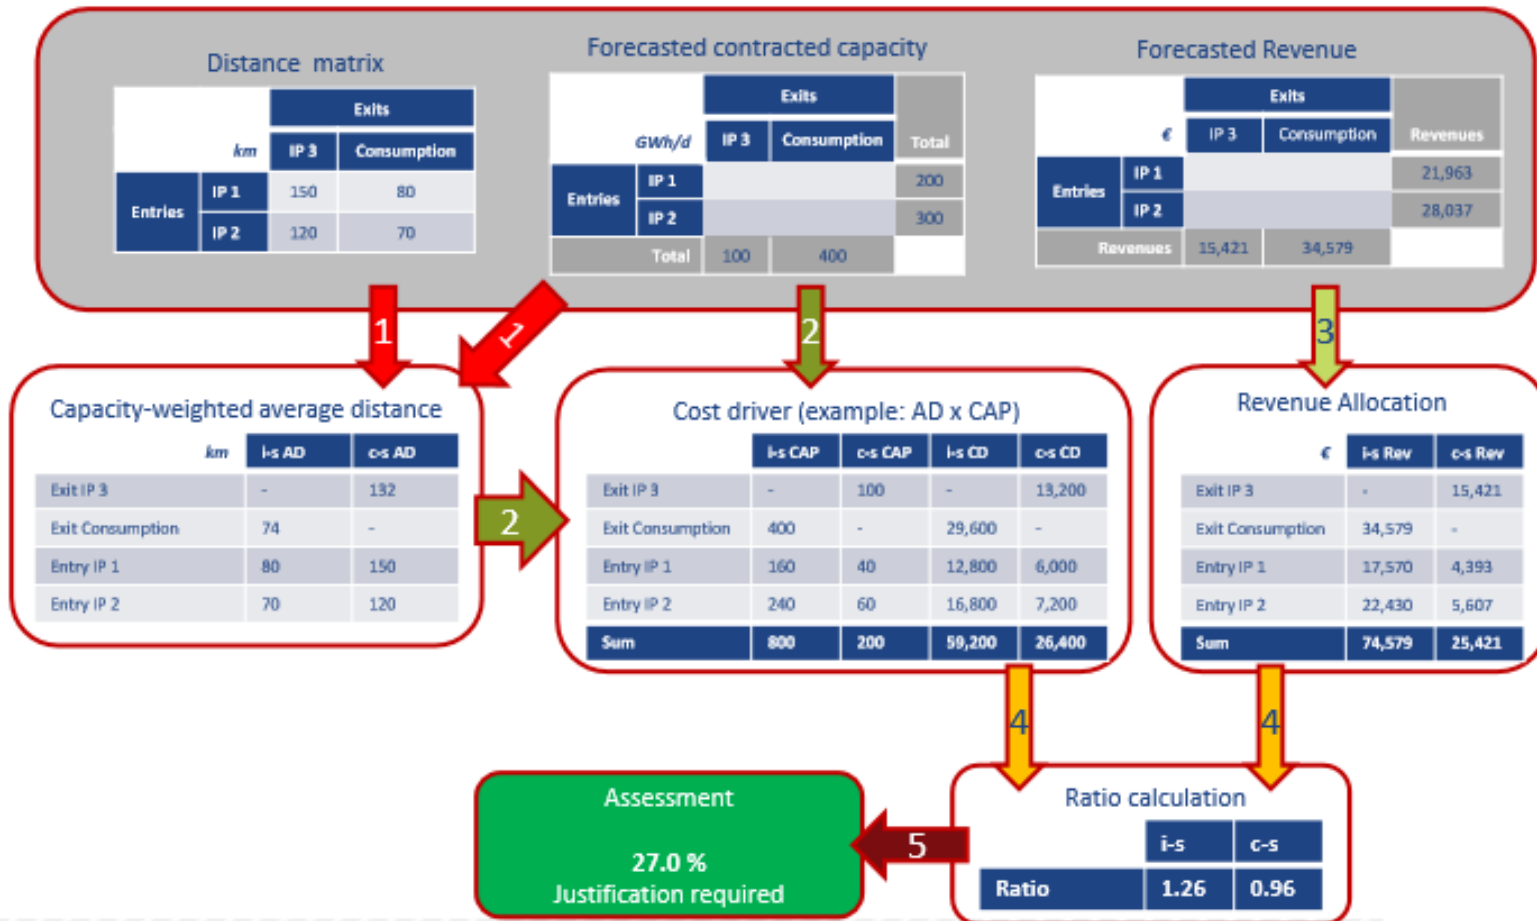 Distance matrix
Exits
km IP 3 Consumption
Entries IP 1 150 80
IP 2 120 70
Forecasted contracted capacity
Exits
GWh/d IP 3 Consumption Total
Entries IP 1 200
IP 2 300
Total 100 400
Forecasted Revenue
Exits
€ IP 3 Consumption Revenues
Entries IP 1 21,963
IP 2 28,037
Revenues 15,421 34,579
1
1
2
3
Capacity-weighted average distance
km i-s AD c-s AD
Exit IP 3 - 132
Exit Consumption 74 -
Entry IP 1 80 150
Entry IP 2 70 120
2
Cost driver (example: AD x CAP)
i-s CAP c-s CAP i-s CD c-s CD
Exit IP 3 - 100 - 13,200
Exit Consumption 400 - 29,600 -
Entry IP 1 160 40 12,800 6,000
Entry IP 2 240 60 16,800 7,200
Sum 800 200 59,200 26,400
Revenue Allocation
€ i-s Rev c-s Rev
Exit IP 3 - 15,421
Exit Consumption 34,579 -
Entry IP 1 17,570 4,393
Entry IP 2 22,430 5,607
Sum 74,579 25,421
4
4
Assessment
27.0 %
Justification required
5
Ratio calculation
i-s c-s
Ratio 1.26 0.96